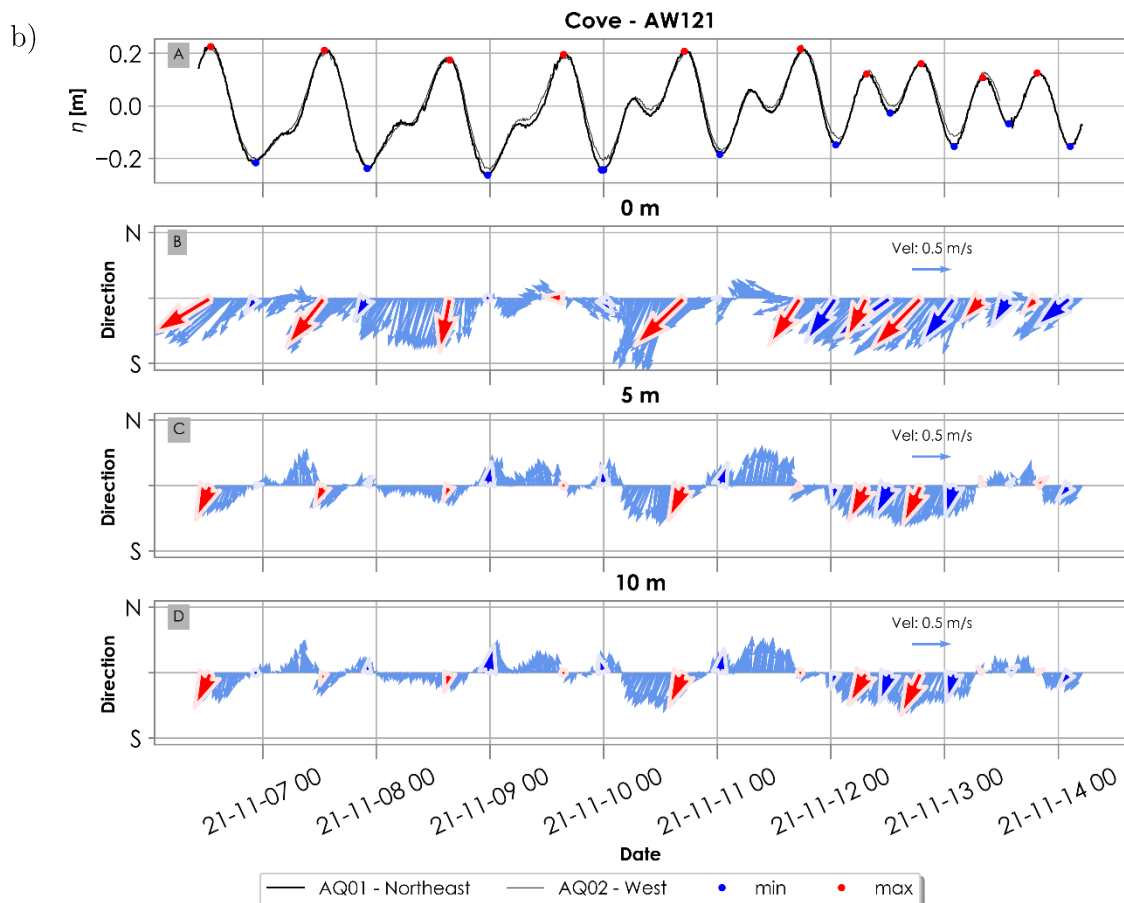 b)
Cove - AW121
A
η [m]
0.2
0.0
−0.2
0 m
B
Direction
N
S
Vel: 0.5 m/s
5 m
C
Direction
N
S
Vel: 0.5 m/s
10 m
D
Direction
N
S
Vel: 0.5 m/s
21-11-07 00
21-11-08 00
21-11-09 00
21-11-10 00
21-11-11 00
21-11-12 00
21-11-13 00
21-11-14 00
Date
AQ01 - Northeast AQ02 - West min max